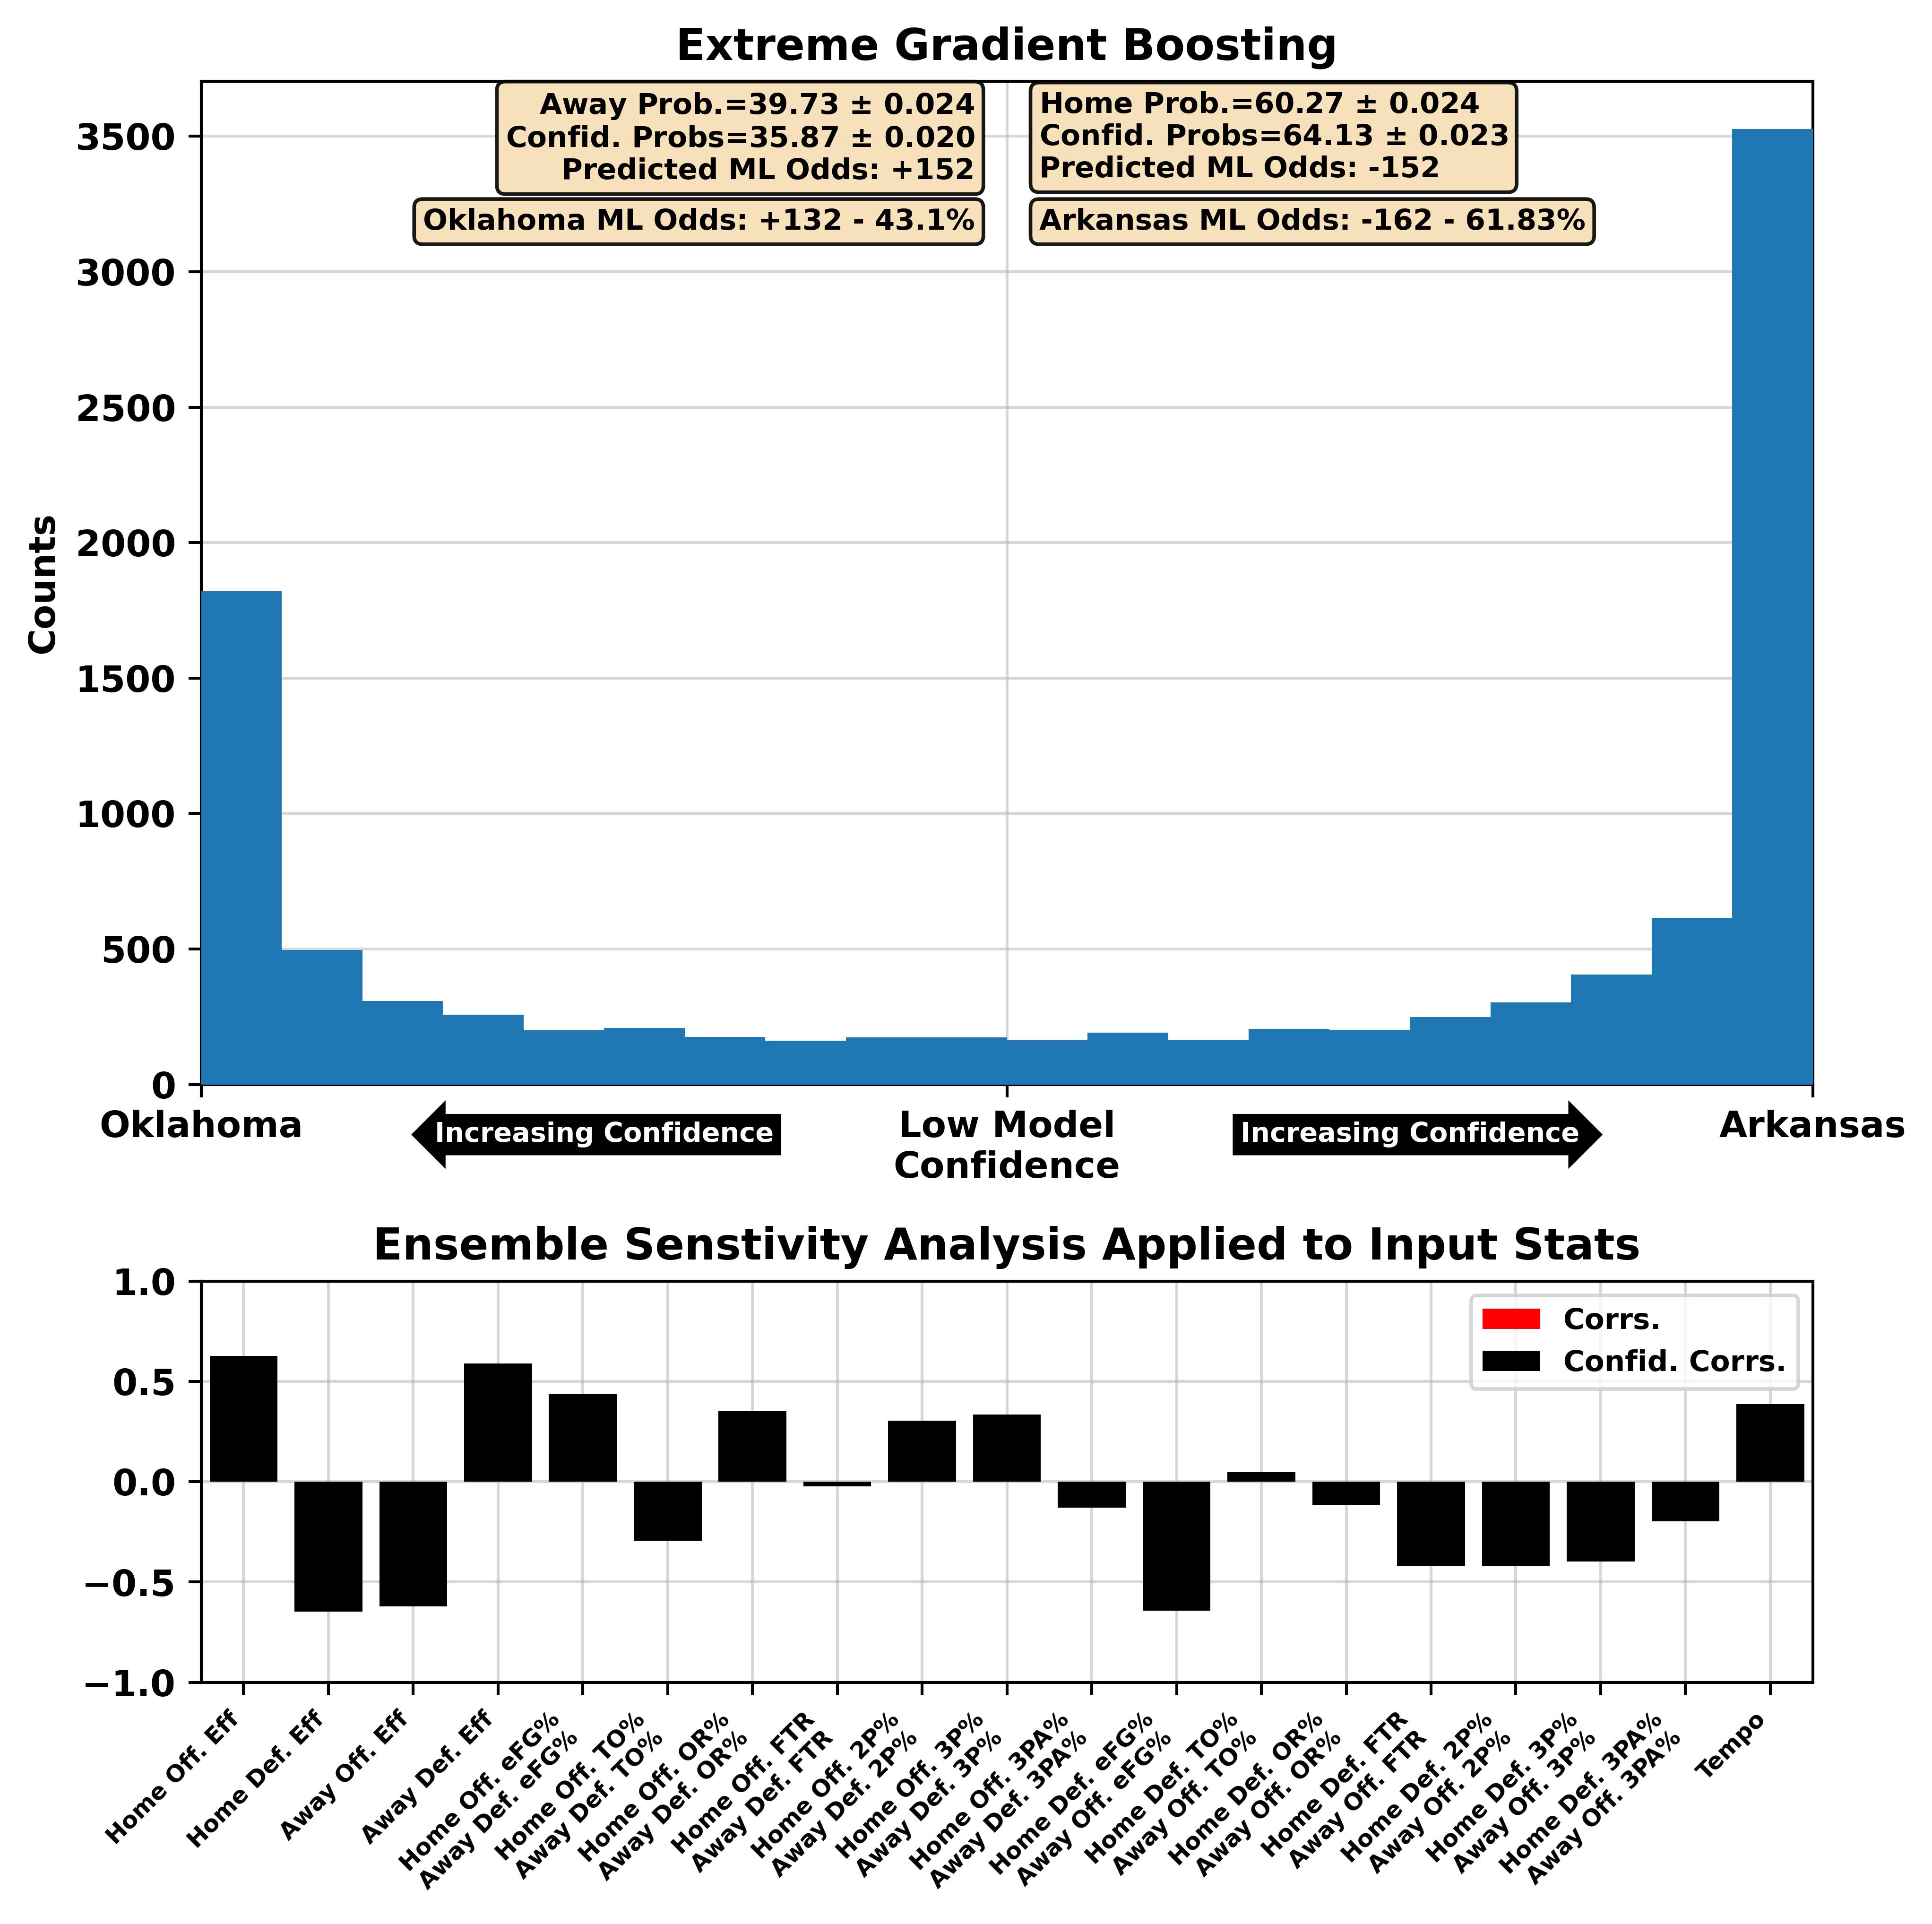 Extreme Gradient Boosting
Away Prob.=39.73 ± 0.024
Confid. Probs=35.87 ± 0.020
Predicted ML Odds: +152
Oklahoma ML Odds: +132 - 43.1%
Home Prob.=60.27 ± 0.024
Confid. Probs=64.13 ± 0.023
Predicted ML Odds: -152
Arkansas ML Odds: -162 - 61.83%
Counts
3500
3000
2500
2000
1500
1000
500
0
Oklahoma
Increasing Confidence
Low Model
Confidence
Increasing Confidence
Arkansas
Ensemble Senstivity Analysis Applied to Input Stats
Corrs.
Confid. Corrs.
1.0
0.5
0.0
−0.5
−1.0
Home Off. Eff
Home Def. Eff
Away Off. Eff
Away Def. Eff
Home Off. eFG%
Away Def. eFG%
Home Off. TO%
Away Def. TO%
Home Off. OR%
Away Def. OR%
Home Off. FTR
Away Def. FTR
Home Off. 2P%
Away Def. 2P%
Home Off. 3P%
Away Def. 3P%
Home Off. 3PA%
Away Def. 3PA%
Home Def. eFG%
Away Off. eFG%
Home Def. TO%
Away Off. TO%
Home Def. OR%
Away Off. OR%
Home Def. FTR
Away Off. FTR
Home Def. 2P%
Away Off. 2P%
Home Def. 3P%
Away Off. 3P%
Home Def. 3PA%
Away Off. 3PA%
Tempo